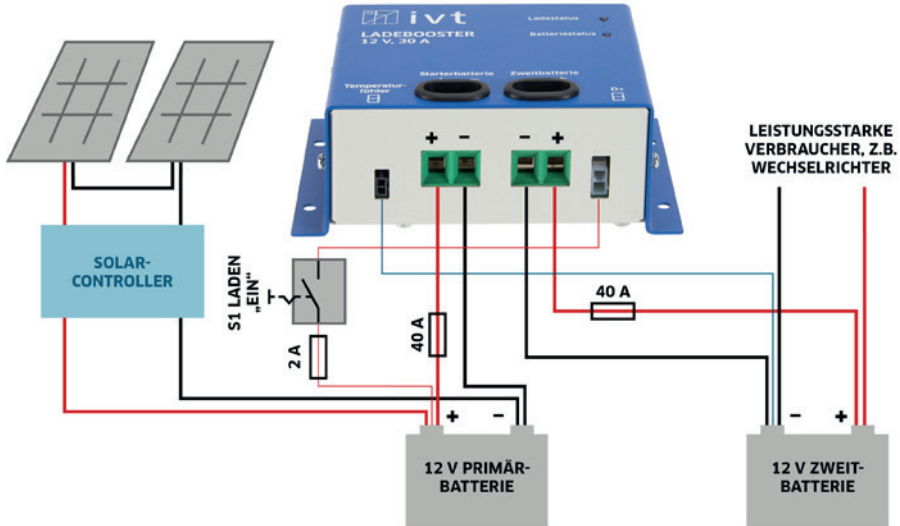 ivt
LADEBOOSTER
12 V, 30 A
Ladestatus
Batteriestatus
Temperatur-
fühler
Starterbatterie
+ −
Zweitbatterie
− +
D+
+ −
− +
LEISTUNGSSTARKE
VERBRAUCHER, Z.B.
WECHSELRICHTER
SOLAR-
CONTROLLER
S1 LADEN
„EIN“
2 A
40 A
40 A
+ −
12 V PRIMÄR-
BATTERIE
− +
12 V ZWEIT-
BATTERIE